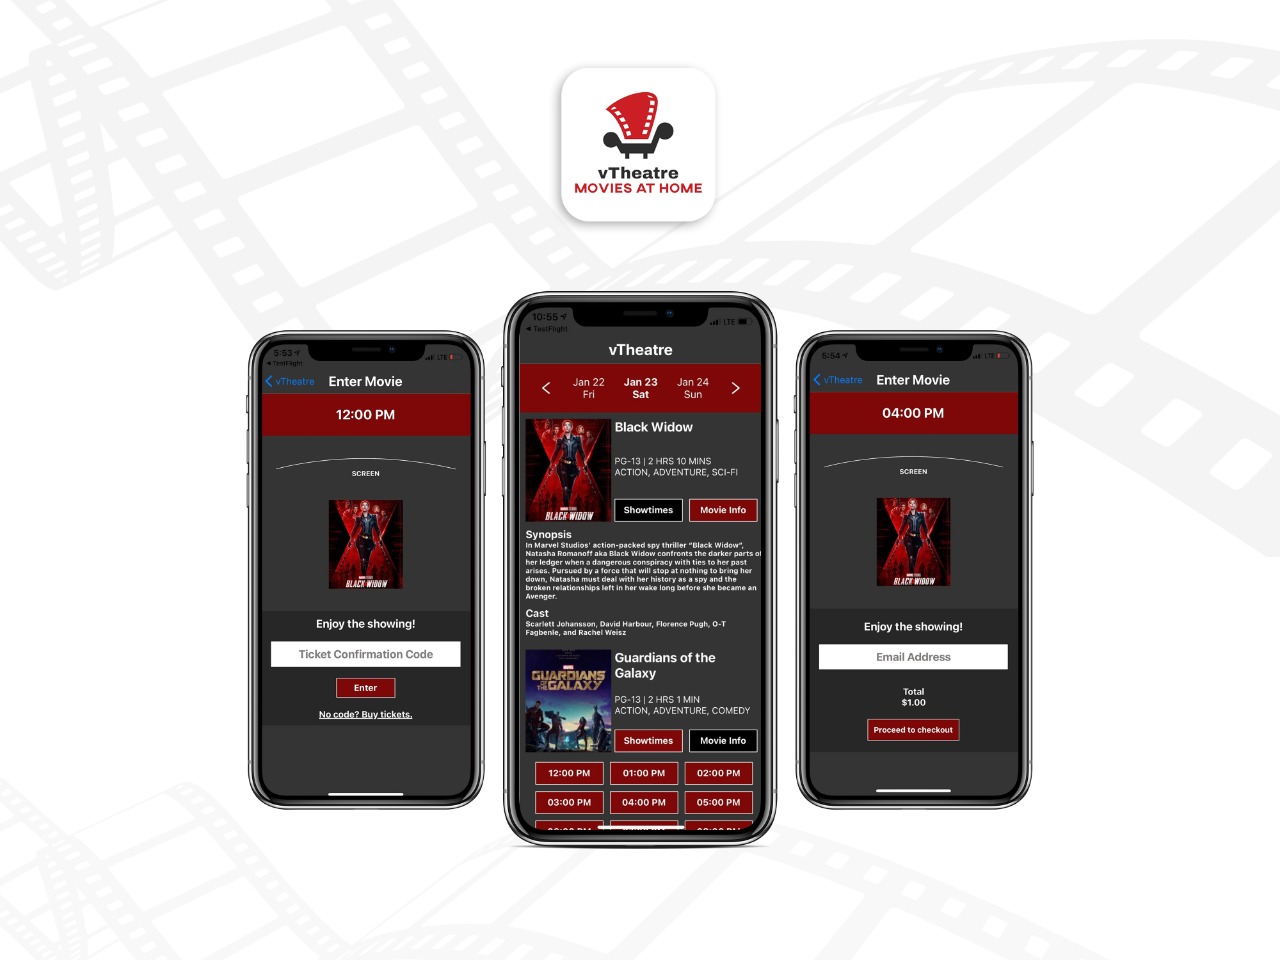 vTheatre
MOVIES AT HOME
5:53
LTE
TestFlight
vTheatre
Enter Movie
12:00 PM
SCREEN
BLACK WIDOW
Enjoy the showing!
Ticket Confirmation Code
Enter
No code? Buy tickets.
10:55
LTE
TestFlight
vTheatre
Jan 22
Fri
Jan 23
Sat
Jan 24
Sun
Black Widow
PG-13 | 2 HRS 10 MINS
ACTION, ADVENTURE, SCI-FI
BLACK WIDOW
Showtimes
Movie Info
Synopsis
In Marvel Studios' action-packed spy thriller "Black Widow",
Natasha Romanoff aka Black Widow confronts the darker parts of
her ledger when a dangerous conspiracy with ties to her past
arises. Pursued by a force that will stop at nothing to bring her
down, Natasha must deal with her history as a spy and the
broken relationships left in her wake long before she became an
Avenger.
Cast
Scarlett Johansson, David Harbour, Florence Pugh, O-T
Fagbenle, and Rachel Weisz
MARVEL
GUARDIANS
OF THE GALAXY
Guardians of the
Galaxy
PG-13 | 2 HRS 1 MIN
ACTION, ADVENTURE, COMEDY
Showtimes
Movie Info
12:00 PM
01:00 PM
02:00 PM
03:00 PM
04:00 PM
05:00 PM
5:54
LTE
vTheatre
Enter Movie
04:00 PM
SCREEN
BLACK WIDOW
Enjoy the showing!
Email Address
Total
$1.00
Proceed to checkout